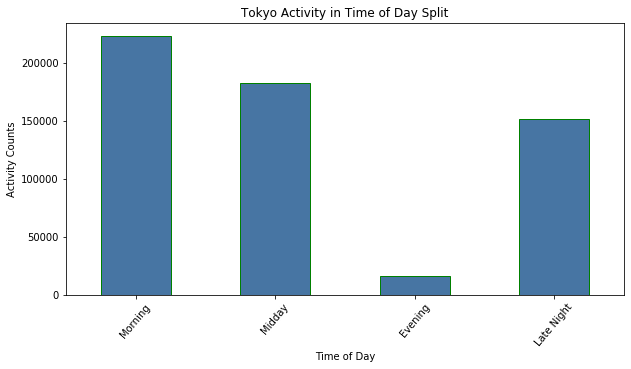 Tokyo Activity in Time of Day Split
Activity Counts
200000
150000
100000
50000
0
Morning
Midday
Evening
Late Night
Time of Day